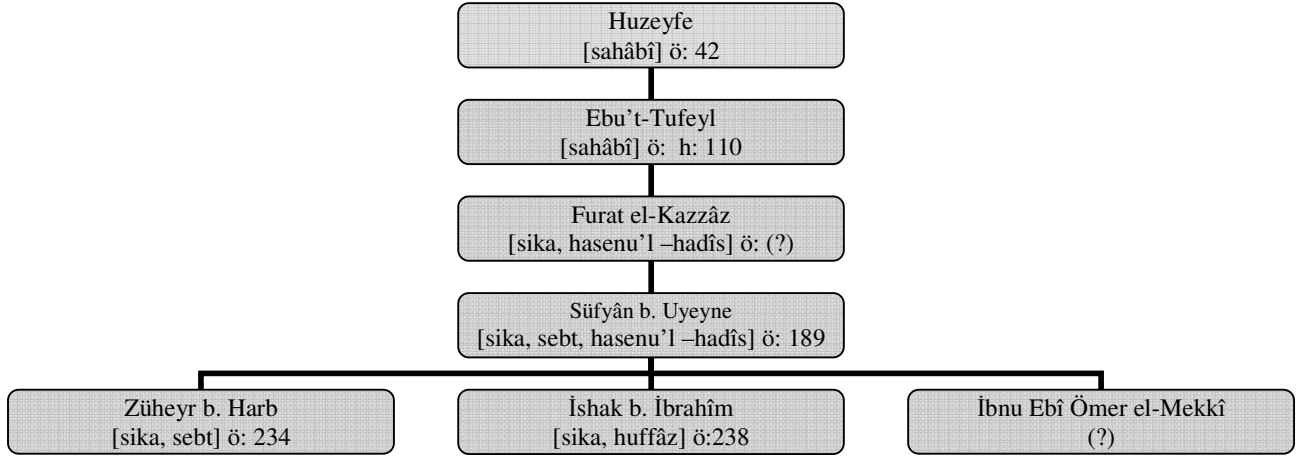 Huzeyfe
[sahâbî] ö: 42
Ebu’t-Tufeyl
[sahâbî] ö:  h: 110
Furat el-Kazzâz
[sika, hasenu’l –hadîs] ö: (?)
Süfyân b. Uyeyne
[sika, sebt, hasenu’l –hadîs] ö: 189
Züheyr b. Harb
[sika, sebt] ö: 234
İshak b. İbrahîm
[sika, huffâz] ö:238
İbnu Ebî Ömer el-Mekkî
(?)